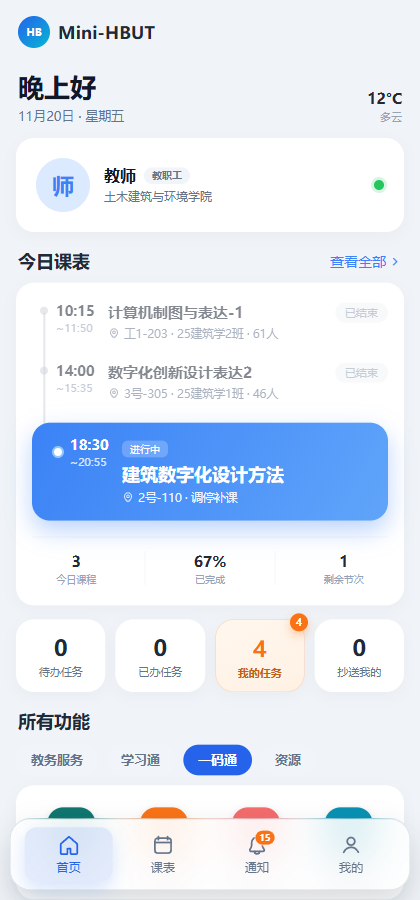 HB Mini-HBUT
晚上好
12°C
11月20日 · 星期五
多云
师
教师 教职工
土木建筑与环境学院
今日课表 查看全部
10:15 计算机制图与表达-1 已结束
~11:50 工1-203 · 25建筑学2班 · 61人
14:00 数字化创新设计表达2 已结束
~15:35 3号-305 · 25建筑学1班 · 46人
18:30 进行中
~20:55 建筑数字化设计方法
2号-110 · 调停补课
3 67% 1
今日课程 已完成 剩余节次
4
0 0 4 0
待办任务 已办任务 我的任务 抄送我的
所有功能
教务服务 学习通 一码通 资源
15
首页 课表 通知 我的